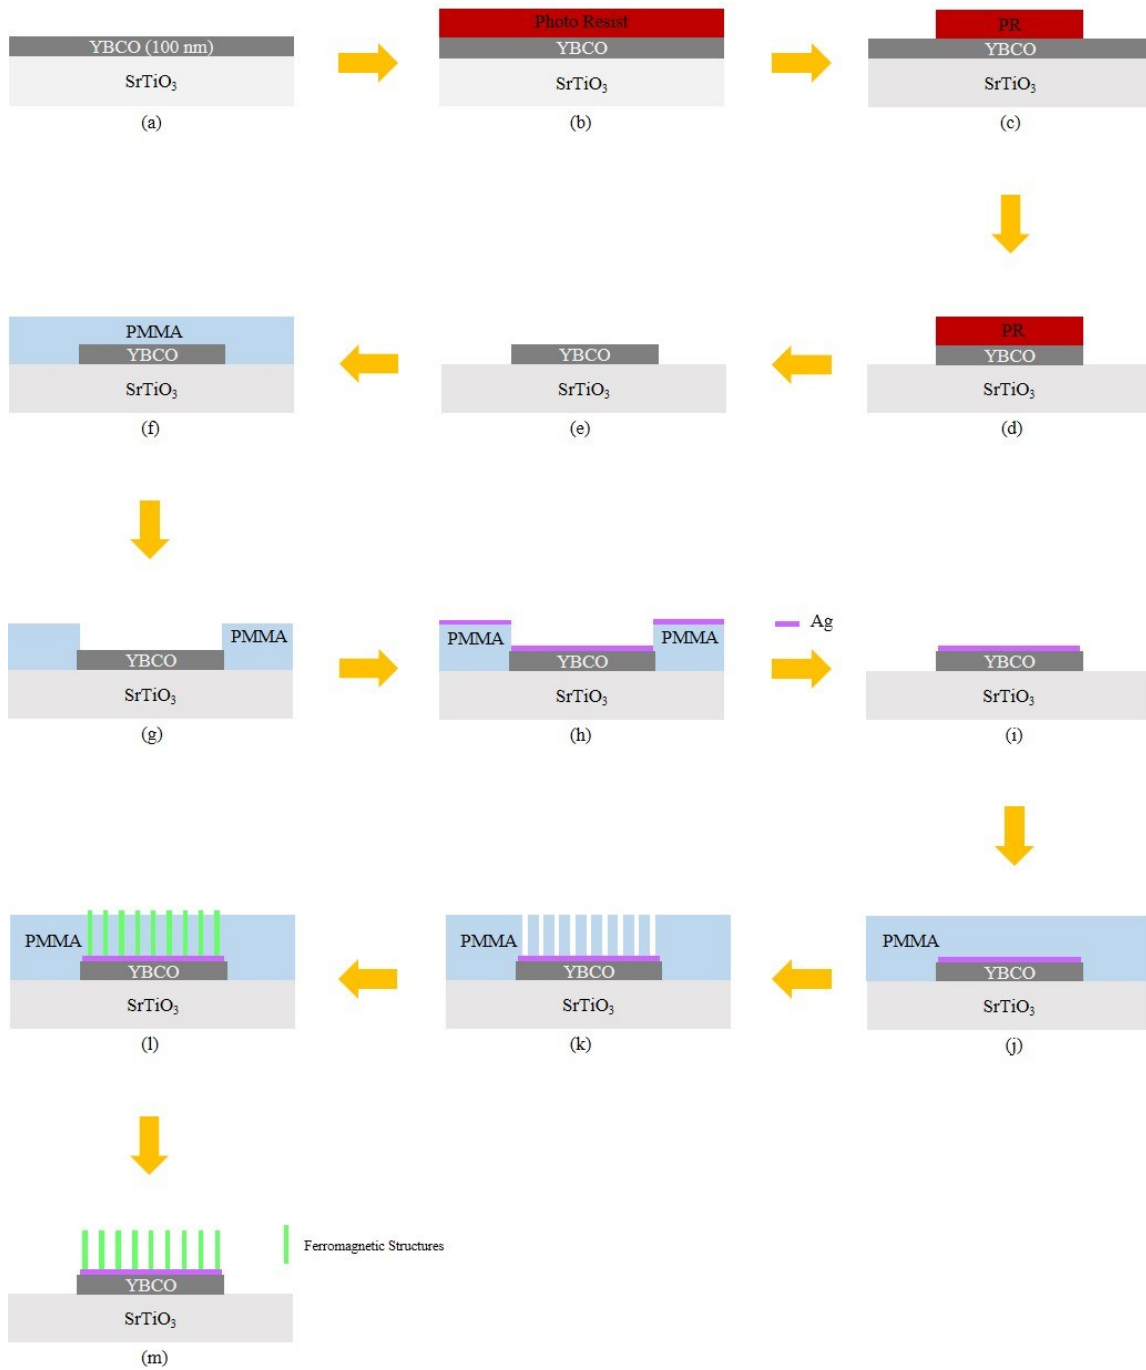 YBCO (100 nm)
SrTiO₃
(a)
Photo Resist
YBCO
SrTiO₃
(b)
PR
YBCO
SrTiO₃
(c)
PR
YBCO
SrTiO₃
(d)
YBCO
SrTiO₃
(e)
PMMA
YBCO
SrTiO₃
(f)
PMMA
YBCO
SrTiO₃
(g)
PMMA PMMA
YBCO
SrTiO₃
(h)
Ag
YBCO
SrTiO₃
(i)
PMMA
YBCO
SrTiO₃
(j)
PMMA
YBCO
SrTiO₃
(k)
PMMA
YBCO
SrTiO₃
(l)
Ferromagnetic Structures
YBCO
SrTiO₃
(m)